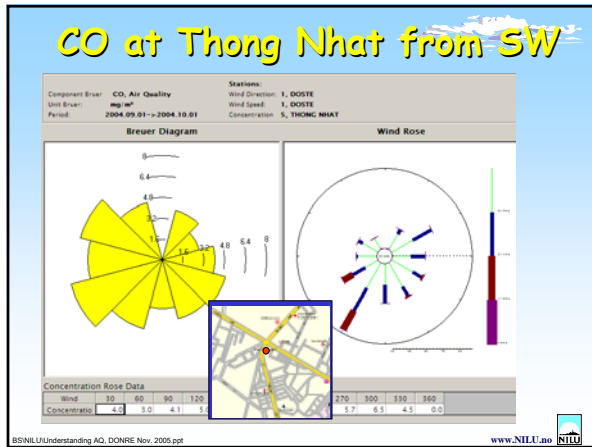 CO at Thong Nhat from SW
Stations:
Component Bruer CO, Air Quality Wind Direction: 1, DOSTE
Unit Bruer: mg/m³ Wind Speed: 1, DOSTE
Period: 2004.09.01->2004.10.01 Concentration 5, THONG NHAT
Breuer Diagram Wind Rose
8
6.4
4.8
3.2
1.6
1.6 3.2 4.8 6.4 8
Concentration Rose Data
Wind 30 60 90 120 270 300 330 360
Concentratio 4.0 3.0 4.1 5.0 5.7 6.5 4.5 0.0
BS\NILU\Understanding AQ, DONRE Nov. 2005.ppt www.NILU.no NILU